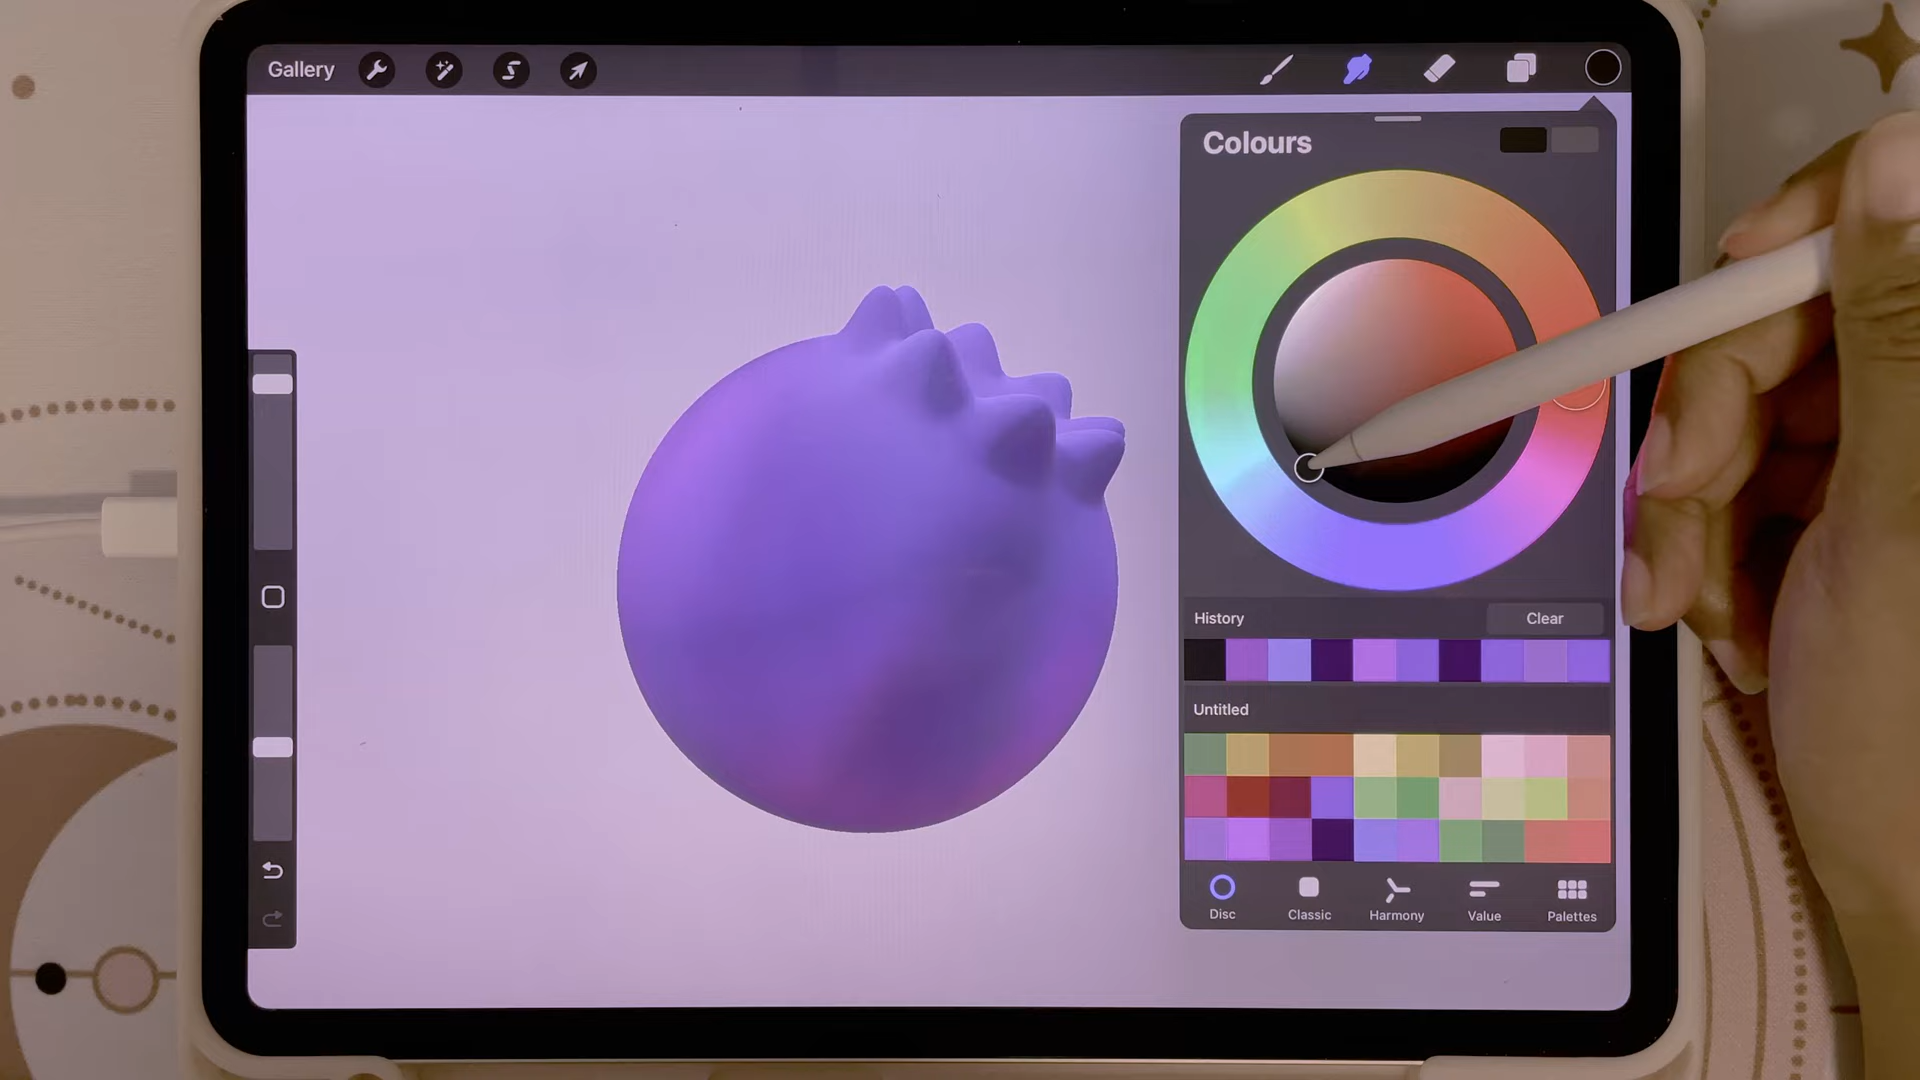 Gallery
Colours
History
Clear
Untitled
Disc
Classic
Harmony
Value
Palettes